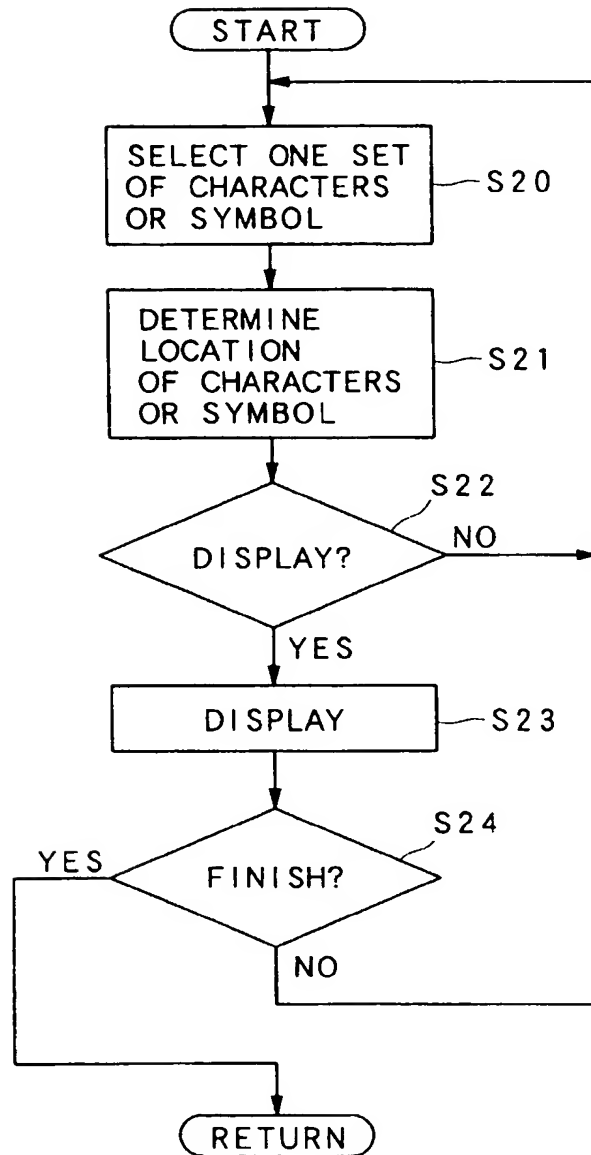 START
SELECT ONE SET
OF CHARACTERS
OR SYMBOL
S20
DETERMINE
LOCATION
OF CHARACTERS
OR SYMBOL
S21
S22
DISPLAY?
NO
YES
DISPLAY
S23
S24
YES
FINISH?
NO
RETURN